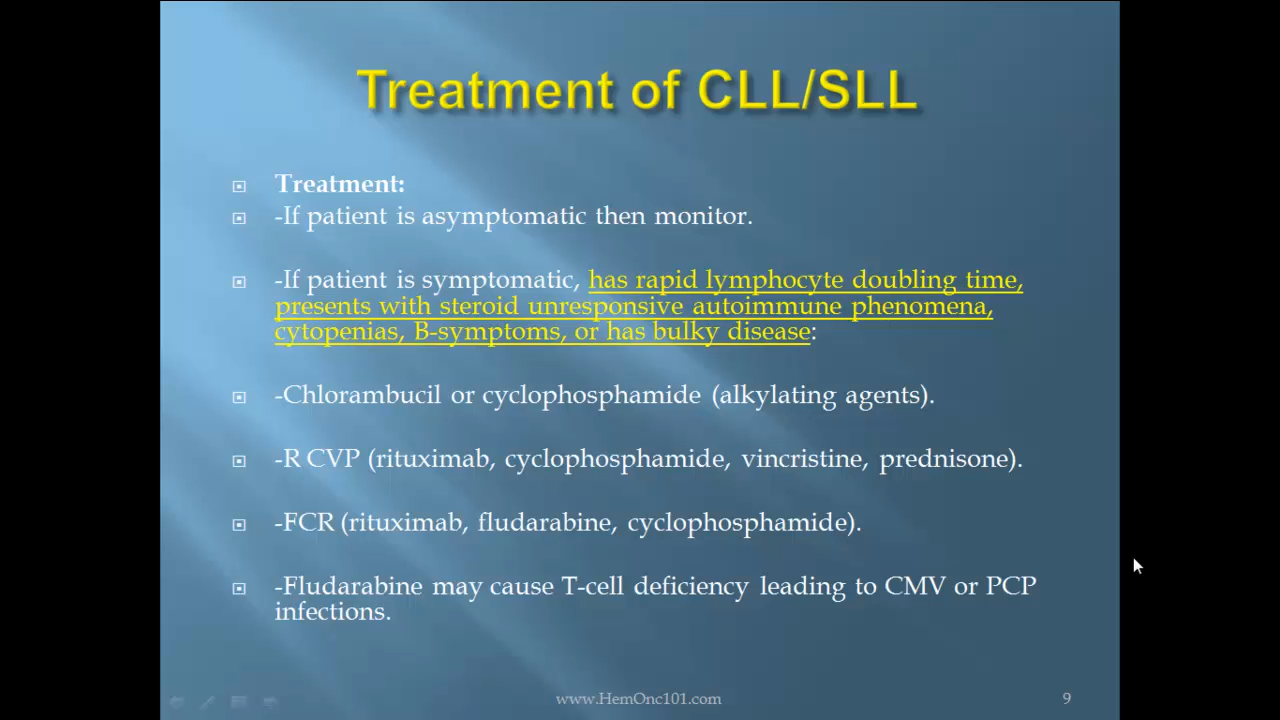 Treatment of CLL/SLL
Treatment:
-If patient is asymptomatic then monitor.
-If patient is symptomatic, has rapid lymphocyte doubling time,
presents with steroid unresponsive autoimmune phenomena,
cytopenias, B-symptoms, or has bulky disease:
-Chlorambucil or cyclophosphamide (alkylating agents).
-R CVP (rituximab, cyclophosphamide, vincristine, prednisone).
-FCR (rituximab, fludarabine, cyclophosphamide).
-Fludarabine may cause T-cell deficiency leading to CMV or PCP
infections.
www.HemOnc101.com
9